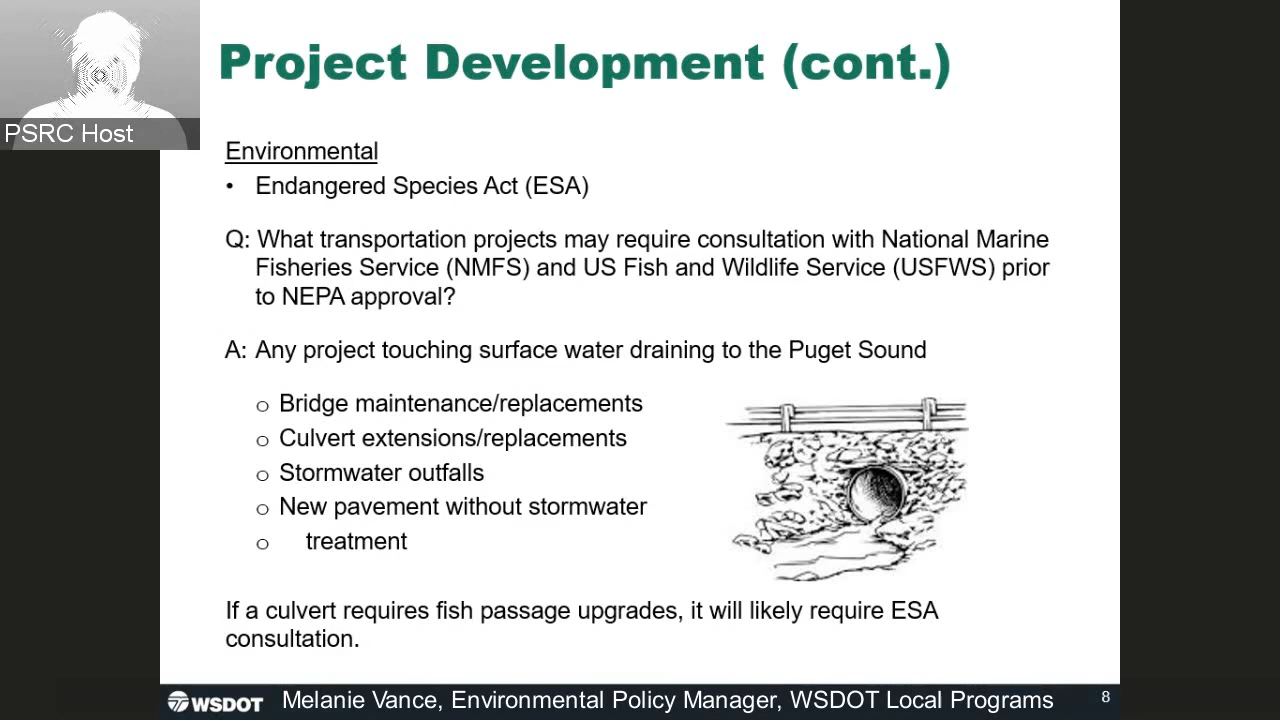 Project Development (cont.)
PSRC Host
Environmental
• Endangered Species Act (ESA)
Q: What transportation projects may require consultation with National Marine
Fisheries Service (NMFS) and US Fish and Wildlife Service (USFWS) prior
to NEPA approval?
A: Any project touching surface water draining to the Puget Sound
o Bridge maintenance/replacements
o Culvert extensions/replacements
o Stormwater outfalls
o New pavement without stormwater
o treatment
If a culvert requires fish passage upgrades, it will likely require ESA
consultation.
WSDOT Melanie Vance, Environmental Policy Manager, WSDOT Local Programs 8